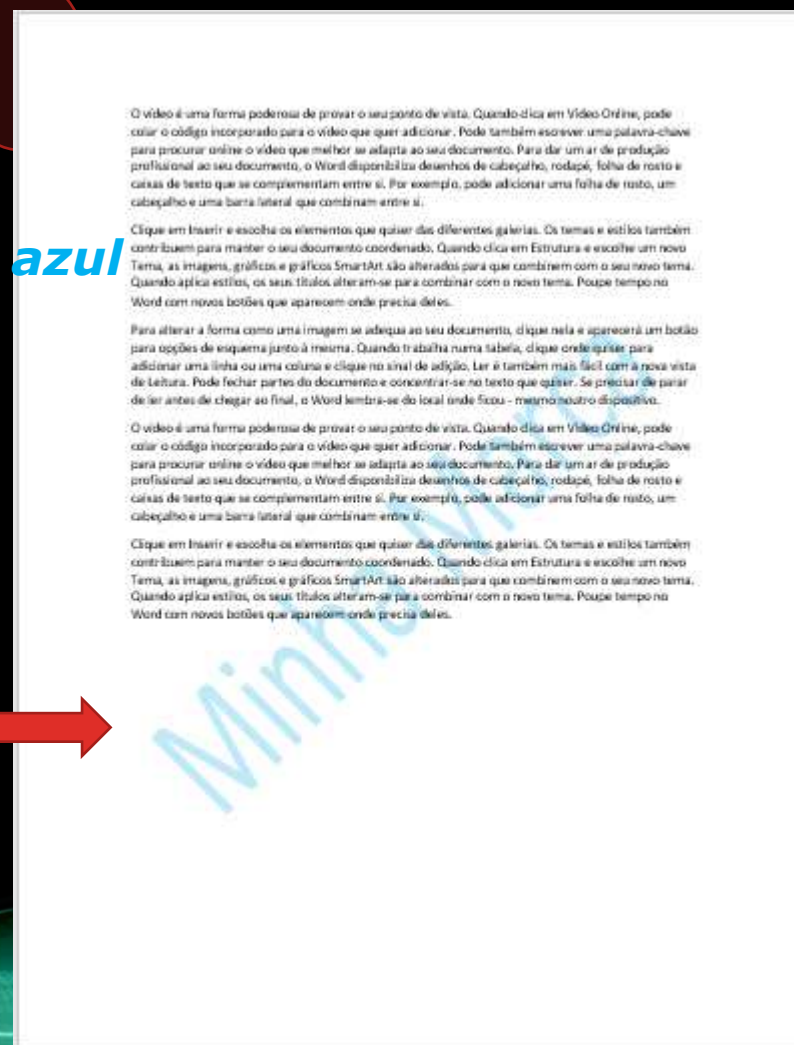 O vídeo é uma forma poderosa de provar o seu ponto de vista. Quando clica em Vídeo Online, pode
colar o código incorporado para o vídeo que quer adicionar. Pode também escrever uma palavra-chave
para procurar online o vídeo que melhor se adapta ao seu documento. Para dar um ar de produção
profissional ao seu documento, o Word disponibiliza desenhos de cabeçalho, rodapé, folha de rosto e
caixas de texto que se complementam entre si. Por exemplo, pode adicionar uma folha de rosto, um
cabeçalho e uma barra lateral que combinam entre si.
Clique em Inserir e escolha os elementos que quiser das diferentes galerias. Os temas e estilos também
azul
contribuem para manter o seu documento coordenado. Quando clica em Estrutura e escolhe um novo
Tema, as imagens, gráficos e gráficos SmartArt são alterados para que combinem com o seu novo tema.
Quando aplica estilos, os seus títulos alteram-se para combinar com o novo tema. Poupe tempo no
Word com novos botões que aparecem onde precisa deles.
Para alterar a forma como uma imagem se adequa ao seu documento, clique nela e aparecerá um botão
para opções de esquema junto à mesma. Quando trabalha numa tabela, clique onde quiser para
adicionar uma linha ou uma coluna e clique no sinal de adição. Ler é também mais fácil com a nova vista
de Leitura. Pode fechar partes do documento e concentrar-se no texto que quiser. Se precisar de parar
de ler antes de chegar ao final, o Word lembra-se do local onde ficou - mesmo noutro dispositivo.
O vídeo é uma forma poderosa de provar o seu ponto de vista. Quando clica em Vídeo Online, pode
colar o código incorporado para o vídeo que quer adicionar. Pode também escrever uma palavra-chave
para procurar online o vídeo que melhor se adapta ao seu documento. Para dar um ar de produção
profissional ao seu documento, o Word disponibiliza desenhos de cabeçalho, rodapé, folha de rosto e
caixas de texto que se complementam entre si. Por exemplo, pode adicionar uma folha de rosto, um
cabeçalho e uma barra lateral que combinam entre si.
Clique em Inserir e escolha os elementos que quiser das diferentes galerias. Os temas e estilos também
contribuem para manter o seu documento coordenado. Quando clica em Estrutura e escolhe um novo
Tema, as imagens, gráficos e gráficos SmartArt são alterados para que combinem com o seu novo tema.
Quando aplica estilos, os seus títulos alteram-se para combinar com o novo tema. Poupe tempo no
Word com novos botões que aparecem onde precisa deles.
Minha Marca